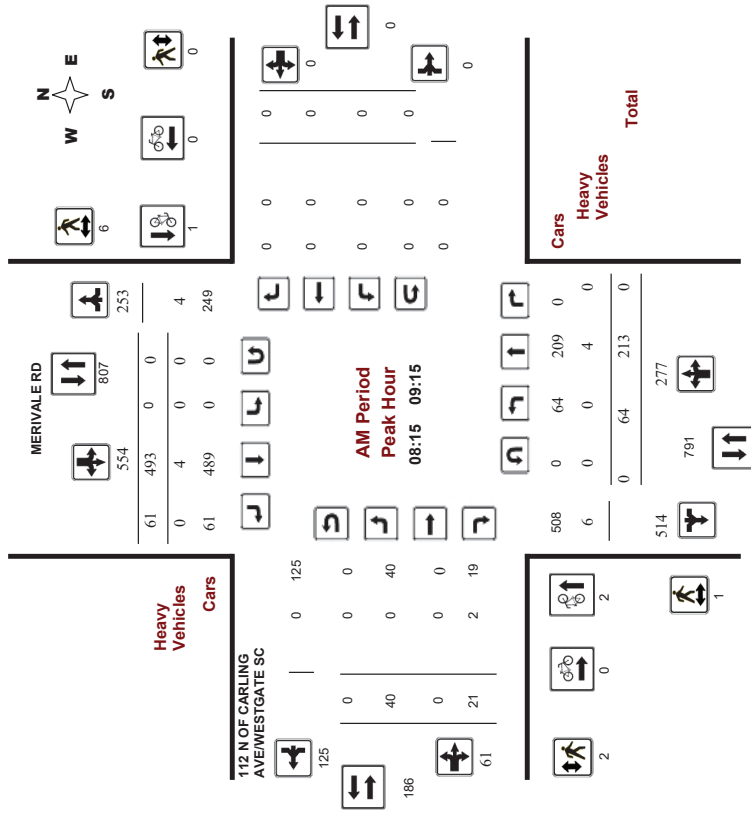 N
W E
S
MERIVALE RD
807
554 253
61 493 0 0
0 4 0 0 4
61 489 0 0 249
Heavy
Vehicles
Cars
6
1 0 0
0
0
0
0 0 0
0 0 0
0 0 0
0 0 0
0 0
112 N OF CARLING
AVE/WESTGATE SC
125
0 125
186
61
0 0 0
40 0 40
0 0 0
21 2 19
AM Period
Peak Hour
08:15 09:15
Cars
Heavy
Vehicles
Total
508 0 64 209 0
6 0 0 4 0
0 64 213 0
514
277
791
2 0 2
1